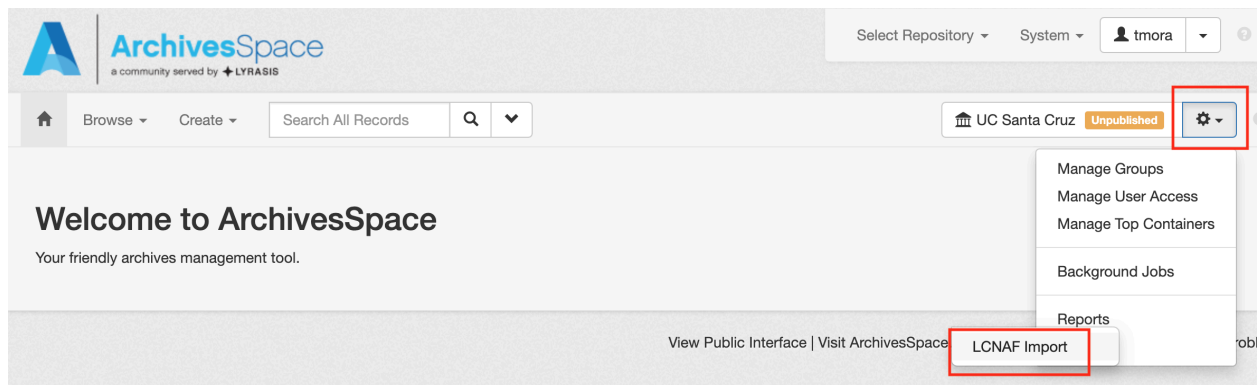 ArchivesSpace
a community served by LYRASIS
Select Repository
System
tmora
Browse
Create
Search All Records
UC Santa Cruz Unpublished
Manage Groups
Manage User Access
Manage Top Containers
Background Jobs
Reports
LCNAF Import
Welcome to ArchivesSpace
Your friendly archives management tool.
View Public Interface | Visit ArchivesSpace